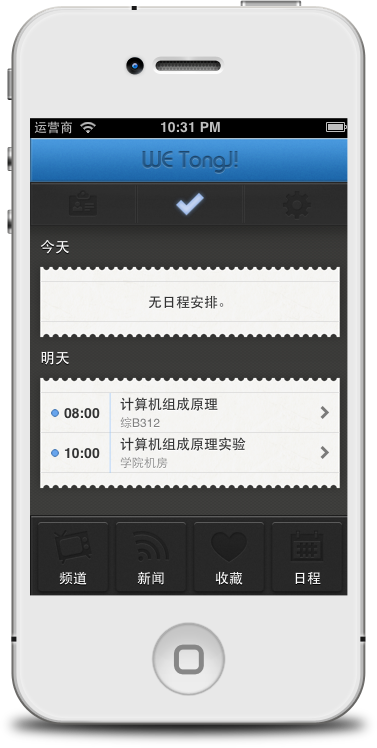 运营商 10:31 PM
WE TongJ!
今天
无日程安排。
明天
08:00 计算机组成原理
综B312
10:00 计算机组成原理实验
学院机房
频道 新闻 收藏 日程